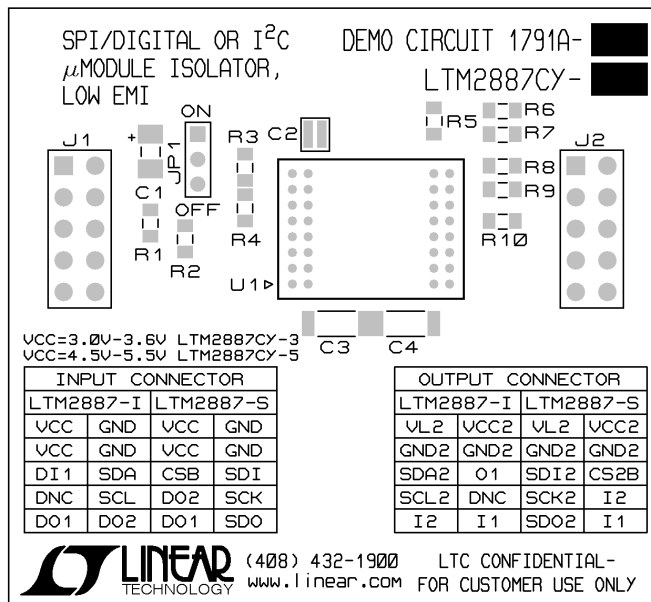 SPI/DIGITAL OR I²C
µMODULE ISOLATOR,
LOW EMI
DEMO CIRCUIT 1791A-
LTM2887CY-
J1
+
C1
ON
JP1
OFF
R1
R2
R3
R4
C2
U1
R5
R6
R7
R8
R9
R10
J2
C3
C4
VCC=3.0V-3.6V LTM2887CY-3
VCC=4.5V-5.5V LTM2887CY-5
INPUT CONNECTOR
LTM2887-I LTM2887-S
VCC GND VCC GND
VCC GND VCC GND
DI1 SDA CSB SDI
DNC SCL DO2 SCK
DO1 DO2 DO1 SDO
OUTPUT CONNECTOR
LTM2887-I LTM2887-S
VL2 VCC2 VL2 VCC2
GND2 GND2 GND2 GND2
SDA2 O1 SDI2 CS2B
SCL2 DNC SCK2 I2
I2 I1 SDO2 I1
LINEAR
TECHNOLOGY
(408) 432-1900
www.linear.com
LTC CONFIDENTIAL-
FOR CUSTOMER USE ONLY